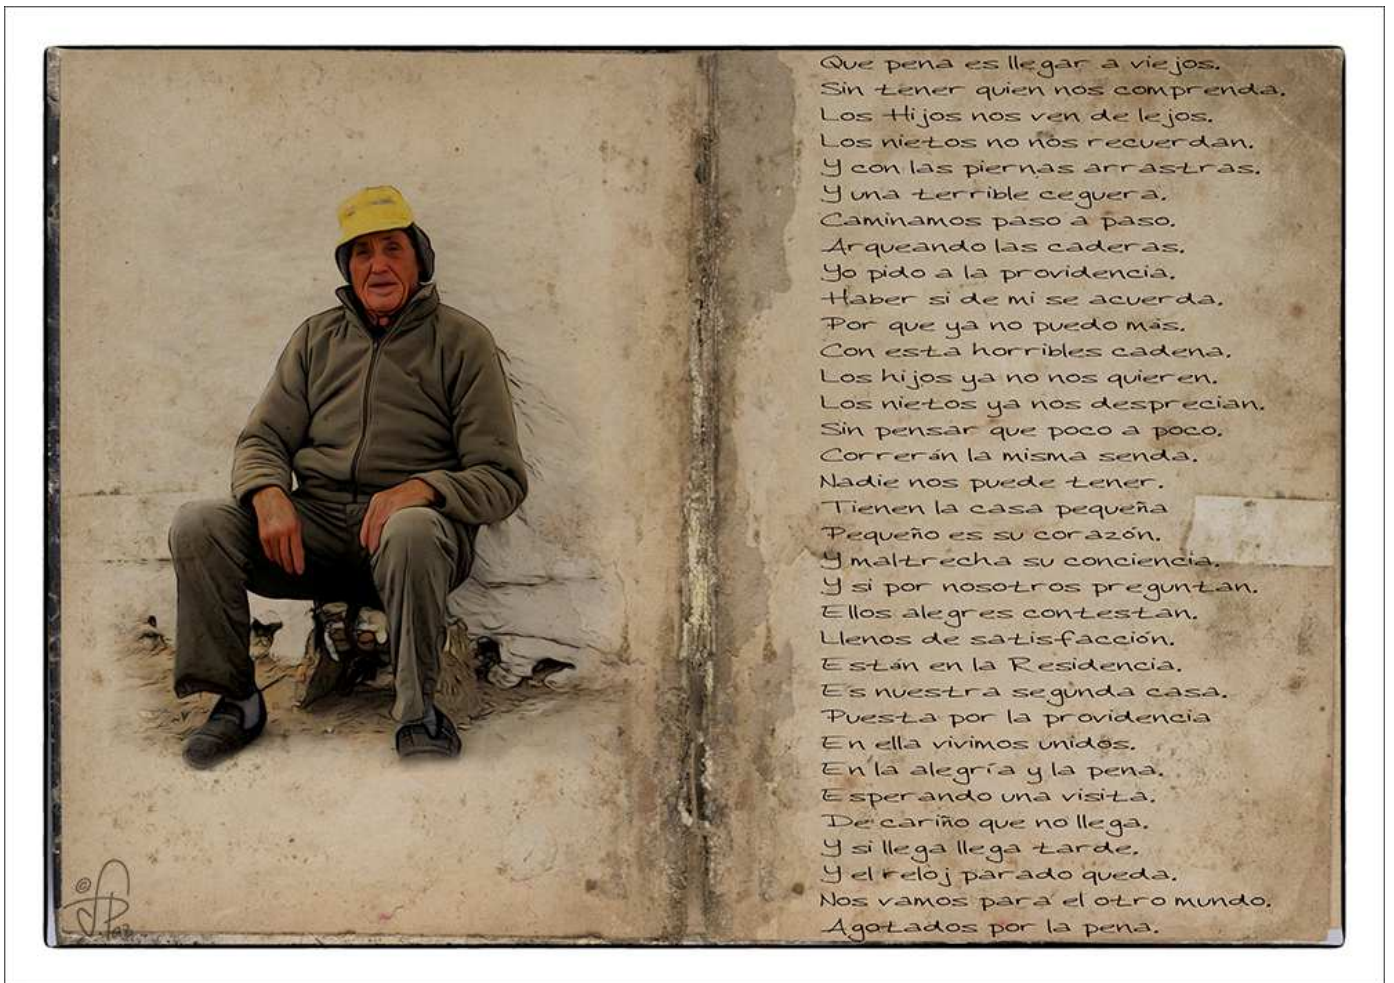 Que pena es llegar a viejos.
Sin tener quien nos comprenda.
Los Hijos nos ven de lejos.
Los nietos no nos recuerdan.
Y con las piernas arrastras.
Y una terrible ceguera.
Caminamos paso a paso.
Arqueando las caderas.
Yo pido a la providencia.
Haber si de mi se acuerda.
Por que ya no puedo más.
Con esta horribles cadena.
Los hijos ya no nos quieren.
Los nietos ya nos desprecian.
Sin pensar que poco a poco.
Correrán la misma senda.
Nadie nos puede tener.
Tienen la casa pequeña
Pequeño es su corazón.
Y maltrecha su conciencia.
Y si por nosotros preguntan.
Ellos alegres contestan.
Llenos de satisfacción.
Están en la Residencia.
Es nuestra segunda casa.
Puesta por la providencia
En ella vivimos unidos.
En la alegría y la pena.
Esperando una visita.
De cariño que no llega.
Y si llega llega tarde.
Y el reloj parado queda.
Nos vamos para el otro mundo.
Agotados por la pena.